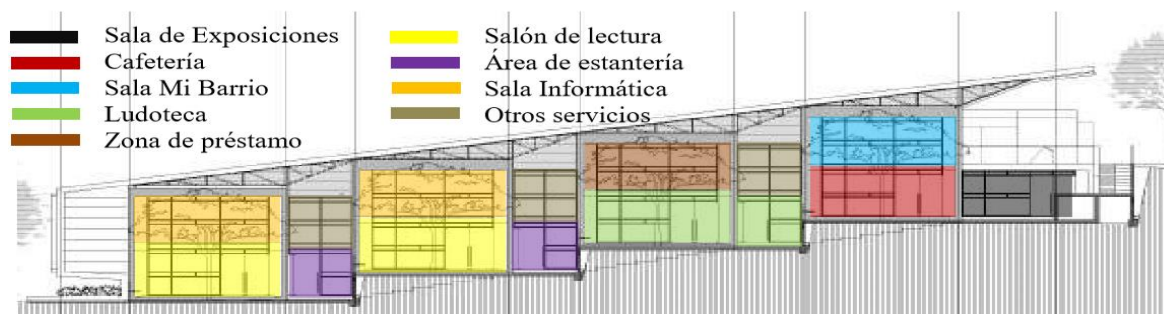 Sala de Exposiciones
Cafetería
Sala Mi Barrio
Ludoteca
Zona de préstamo
Salón de lectura
Área de estantería
Sala Informática
Otros servicios